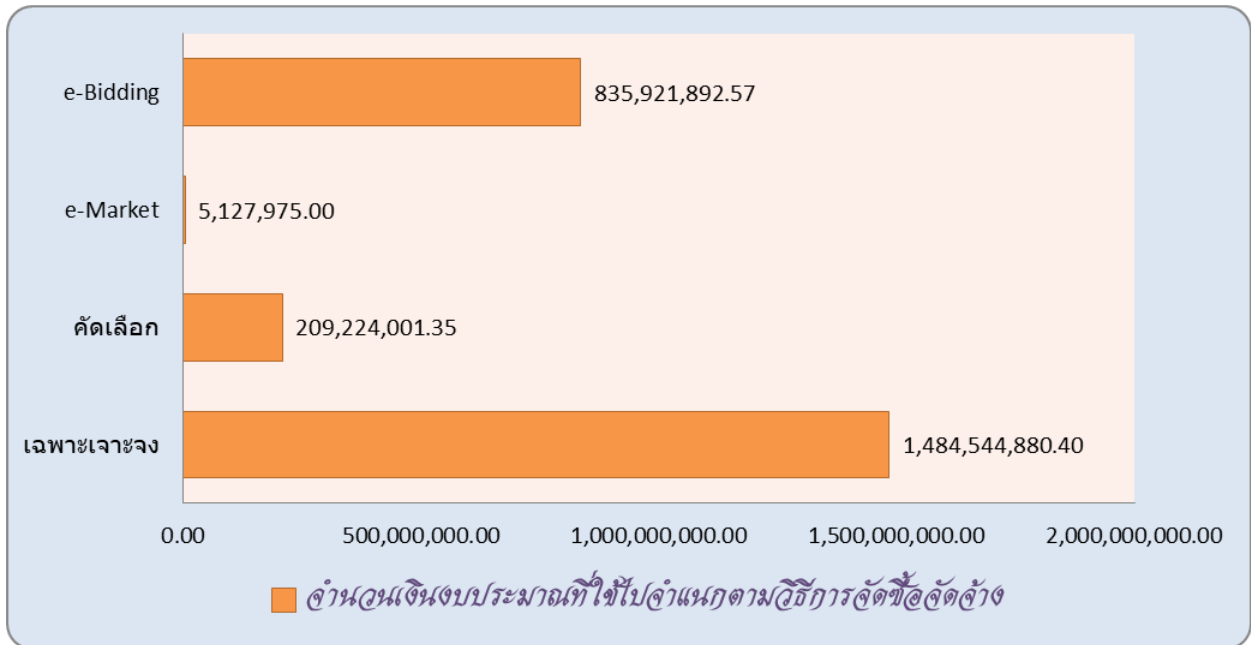 e-Bidding
835,921,892.57
e-Market
5,127,975.00
คัดเลือก
209,224,001.35
เฉพาะเจาะจง
1,484,544,880.40
0.00 500,000,000.00 1,000,000,000.00 1,500,000,000.00 2,000,000,000.00
จำนวนเงินงบประมาณที่ใช้ไปจำแนกตามวิธีการจัดซื้อจัดจ้าง